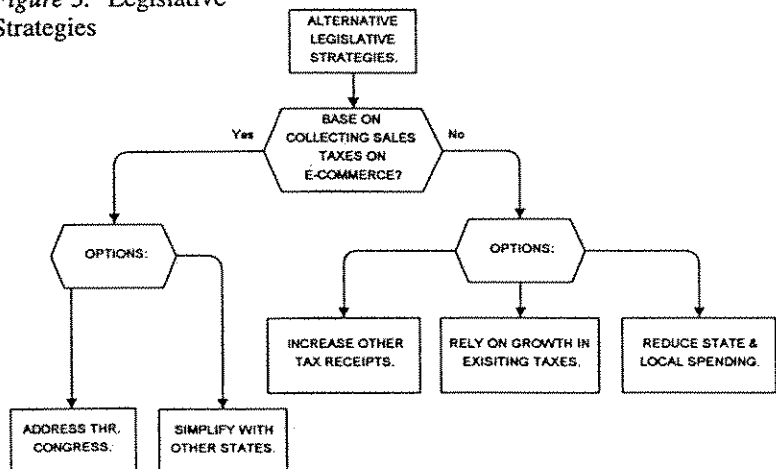 Figure 3. Legislative
Strategies
ALTERNATIVE
LEGISLATIVE
STRATEGIES.
BASE ON
COLLECTING SALES
TAXES ON
E-COMMERCE?
Yes
No
OPTIONS:
OPTIONS:
INCREASE OTHER
TAX RECEIPTS.
RELY ON GROWTH IN
EXISITING TAXES.
REDUCE STATE &
LOCAL SPENDING.
ADDRESS THR.
CONGRESS.
SIMPLIFY WITH
OTHER STATES.